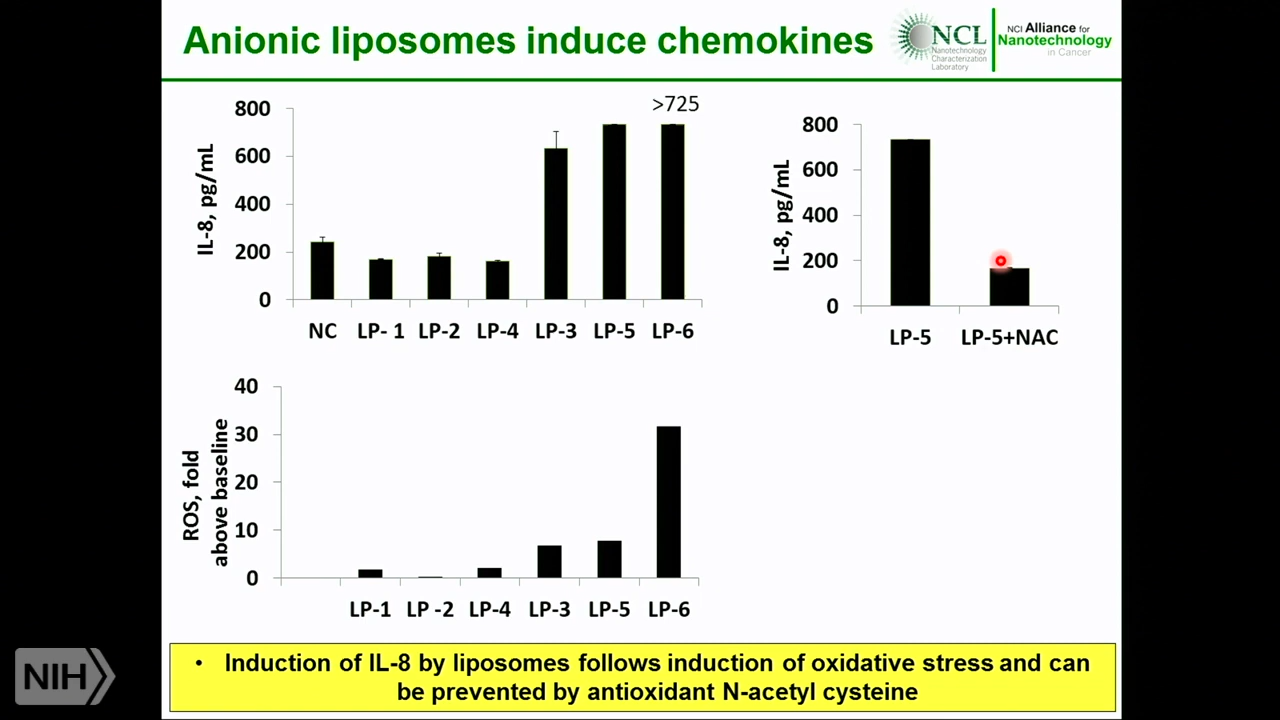 Anionic liposomes induce chemokines
NCL
Nanotechnology
Characterization
Laboratory
NCI Alliance for
Nanotechnology
in Cancer
>725
800
600
400
200
0
IL-8, pg/mL
NC LP- 1 LP-2 LP-4 LP-3 LP-5 LP-6
800
600
400
200
0
IL-8, pg/mL
LP-5 LP-5+NAC
40
30
20
10
0
ROS, fold
above baseline
LP-1 LP -2 LP-4 LP-3 LP-5 LP-6
• Induction of IL-8 by liposomes follows induction of oxidative stress and can
be prevented by antioxidant N-acetyl cysteine
NIH